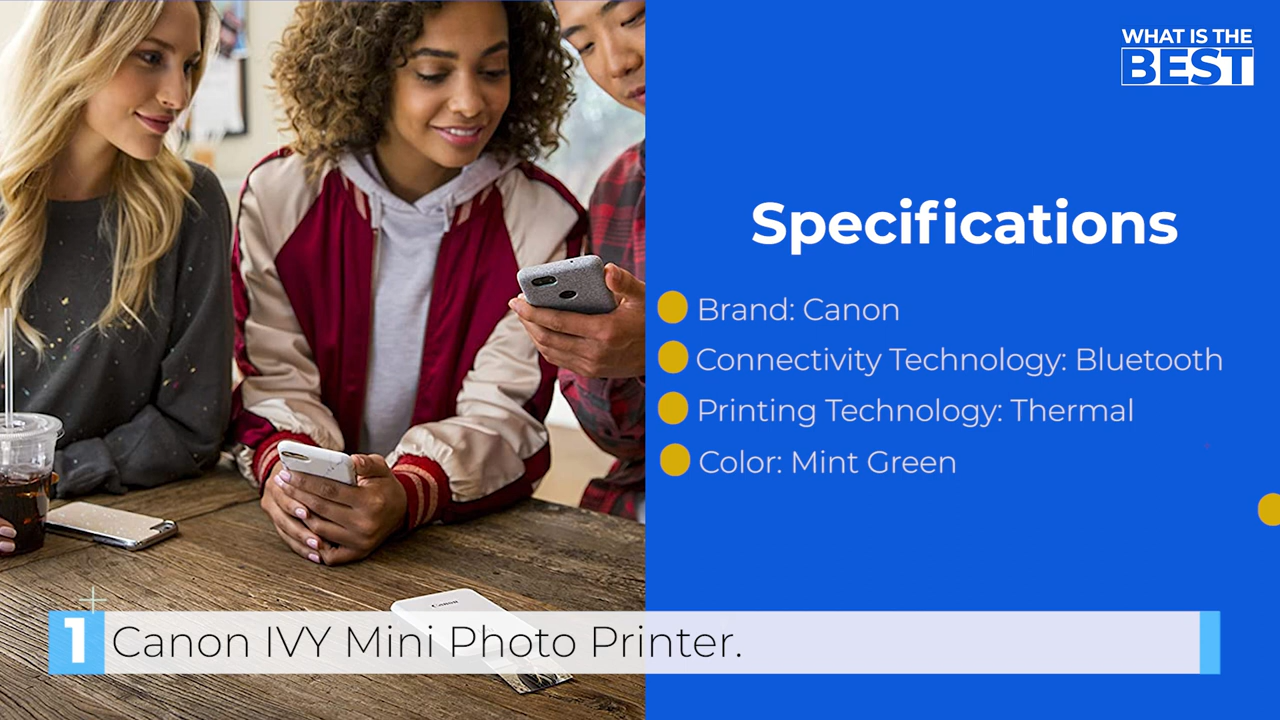 WHAT IS THE
BEST
Specifications
Brand: Canon
Connectivity Technology: Bluetooth
Printing Technology: Thermal
Color: Mint Green
Canon
1 Canon IVY Mini Photo Printer.